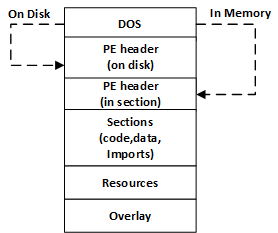 On Disk
DOS
In Memory
PE header
(on disk)
PE header
(in section)
Sections
(code,data,
Imports)
Resources
Overlay